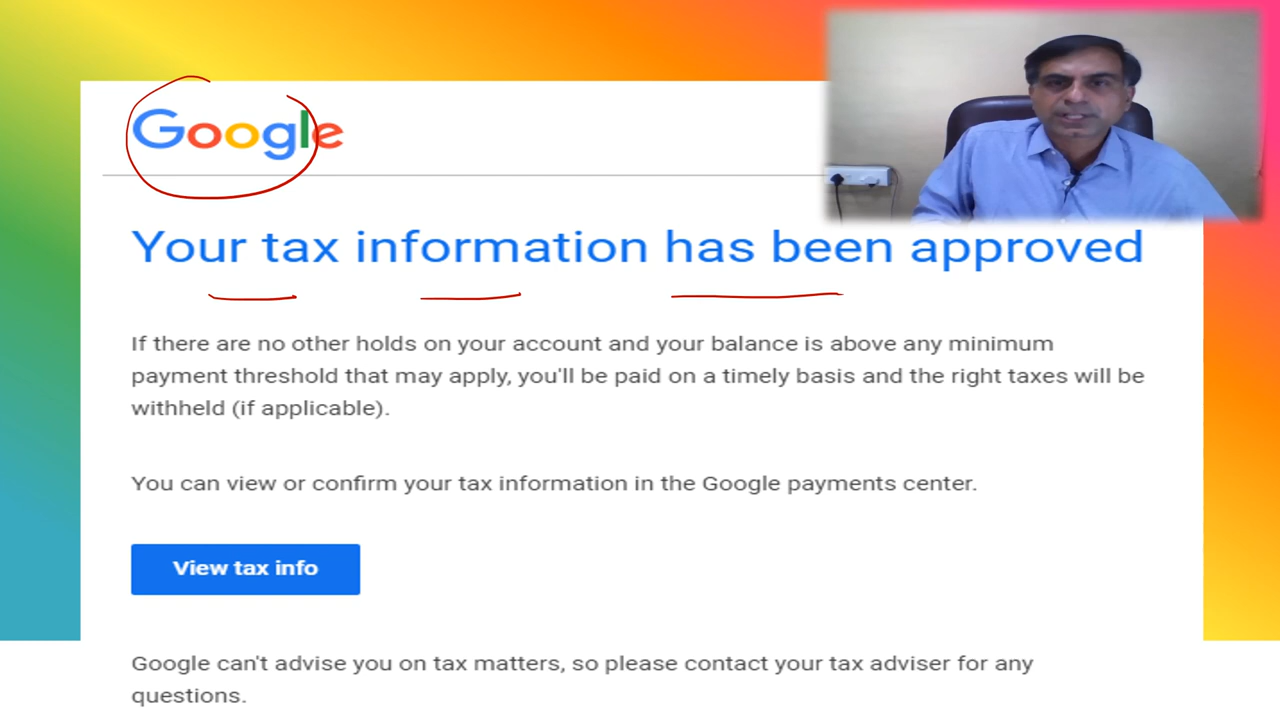 Google
Your tax information has been approved
If there are no other holds on your account and your balance is above any minimum
payment threshold that may apply, you'll be paid on a timely basis and the right taxes will be
withheld (if applicable).
You can view or confirm your tax information in the Google payments center.
View tax info
Google can't advise you on tax matters, so please contact your tax adviser for any
questions.